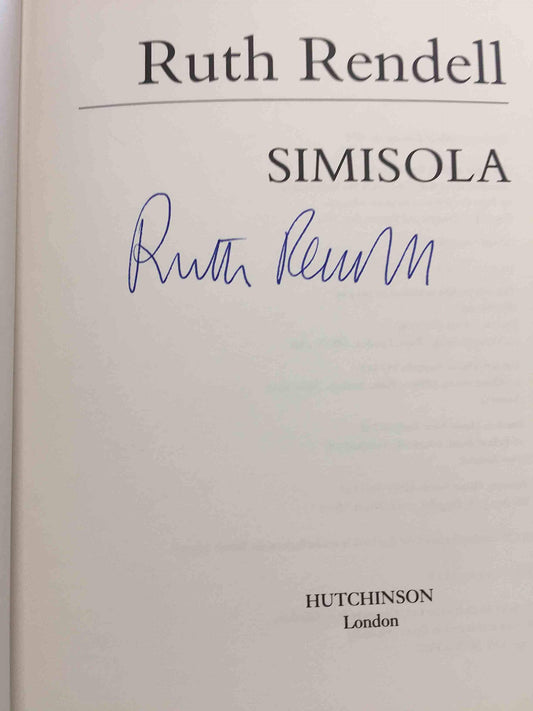 Ruth Rendell
SIMISOLA
Ruth Rendell
HUTCHINSON
London